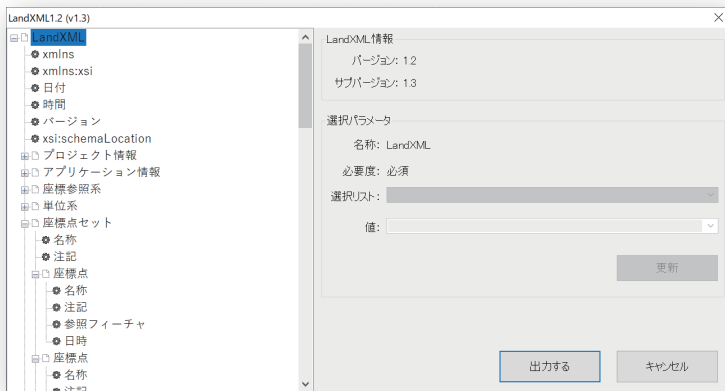 LandXML1.2 (v1.3)
LandXML
xmlns
xmlns:xsi
日付
時間
バージョン
xsi:schemaLocation
プロジェクト情報
アプリケーション情報
座標参照系
単位系
座標点セット
名称
注記
座標点
名称
注記
参照フィーチャ
日時
座標点
名称
注記
LandXML情報
バージョン: 1.2
サブバージョン: 1.3
選択パラメータ
名称: LandXML
必要度: 必須
選択リスト:
値:
更新
出力する
キャンセル